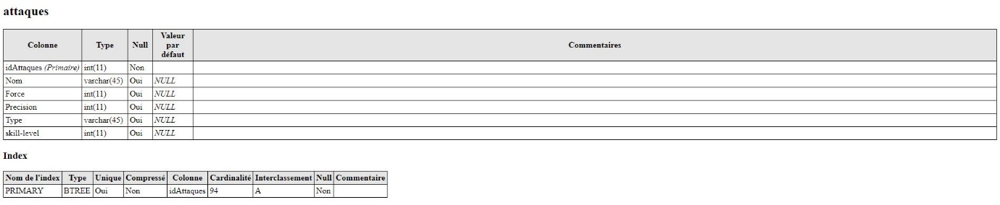 attaques
Colonne Type Null Valeur par défaut Commentaires
idAttaques (Primaire) int(11) Non
Nom varchar(45) Oui NULL
Force int(11) Oui NULL
Precision int(11) Oui NULL
Type varchar(45) Oui NULL
skill-level int(11) Oui NULL
Index
Nom de l'index Type Unique Compressé Colonne Cardinalité Interclassement Null Commentaire
PRIMARY BTREE Oui Non idAttaques 94 A Non